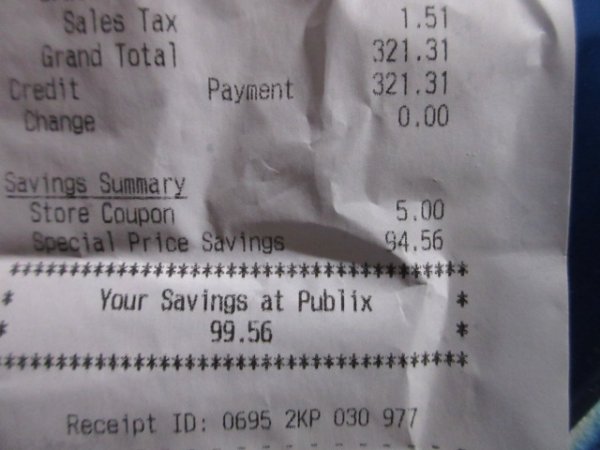 Sales Tax 1.51
Grand Total 321.31
Credit Payment 321.31
Change 0.00
Savings Summary
Store Coupon 5.00
Special Price Savings 94.56
****************************************
* Your Savings at Publix *
* 99.56 *
****************************************
Receipt ID: 0695 2KP 030 977